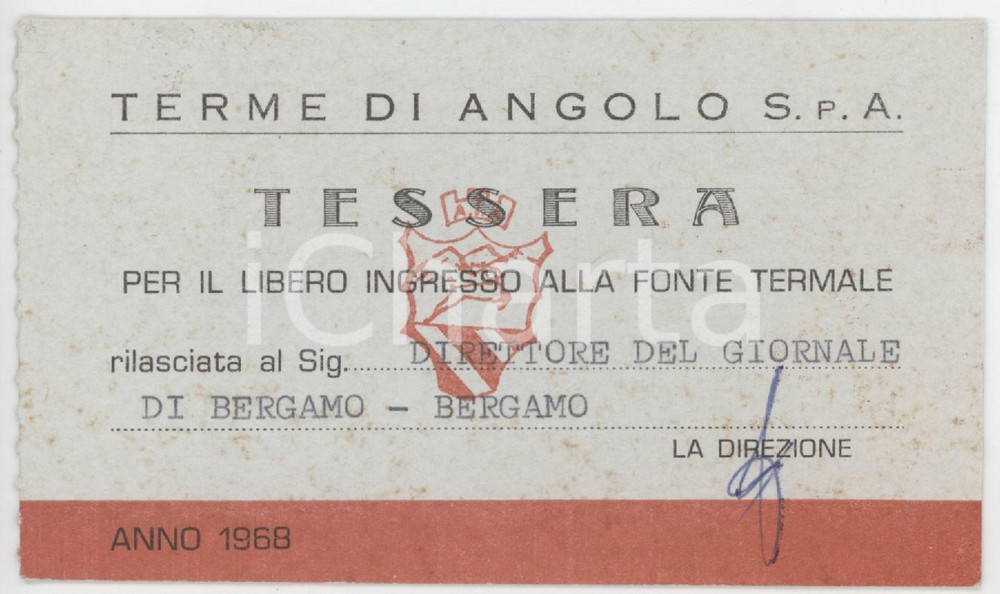 TERME DI ANGOLO S.P.A.
TESSERA
PER IL LIBERO INGRESSO ALLA FONTE TERMALE
iCharta
rilasciata al Sig. DIRETTORE DEL GIORNALE
DI BERGAMO - BERGAMO
LA DIREZIONE
ANNO 1968